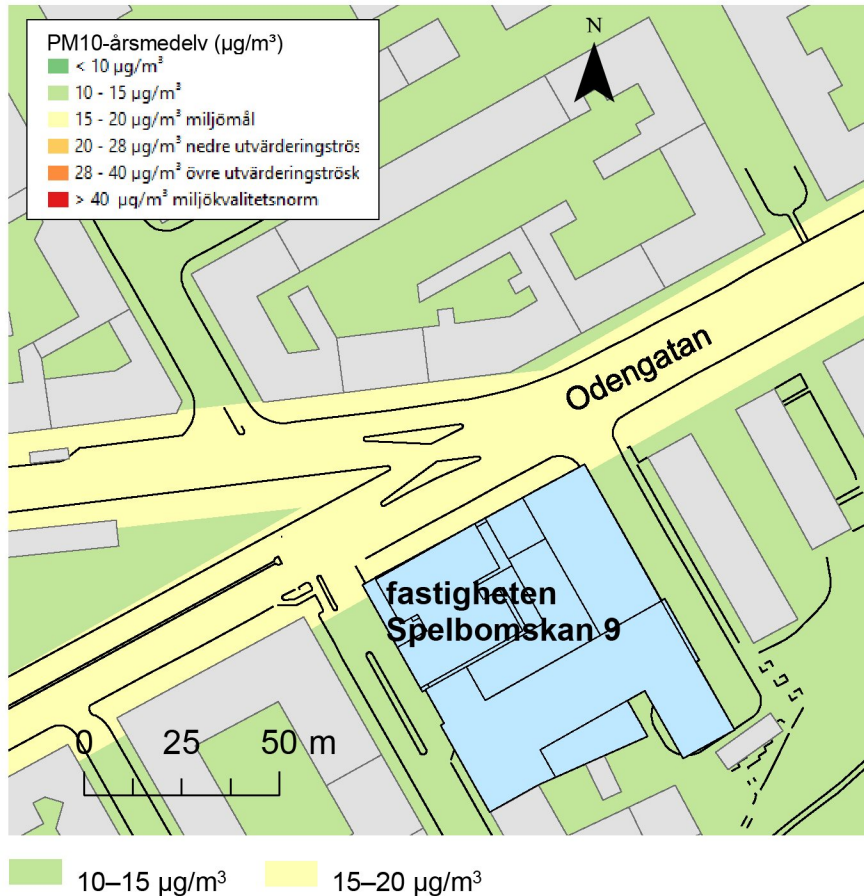 PM10-årsmedelv (µg/m³)
< 10 µg/m³
10 - 15 µg/m³
15 - 20 µg/m³ miljömål
20 - 28 µg/m³ nedre utvärderingströs
28 - 40 µg/m³ övre utvärderingströsk
> 40 µg/m³ miljökvalitetsnorm
N
Odengatan
fastigheten
Spelbomskan 9
0 25 50 m
10–15 µg/m³ 15–20 µg/m³